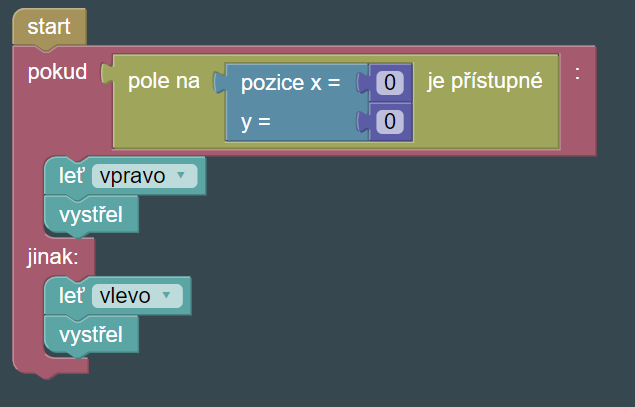 start
pokud pole na pozice x = 0 je přístupné :
y = 0
leť vpravo
vystřel
jinak:
leť vlevo
vystřel